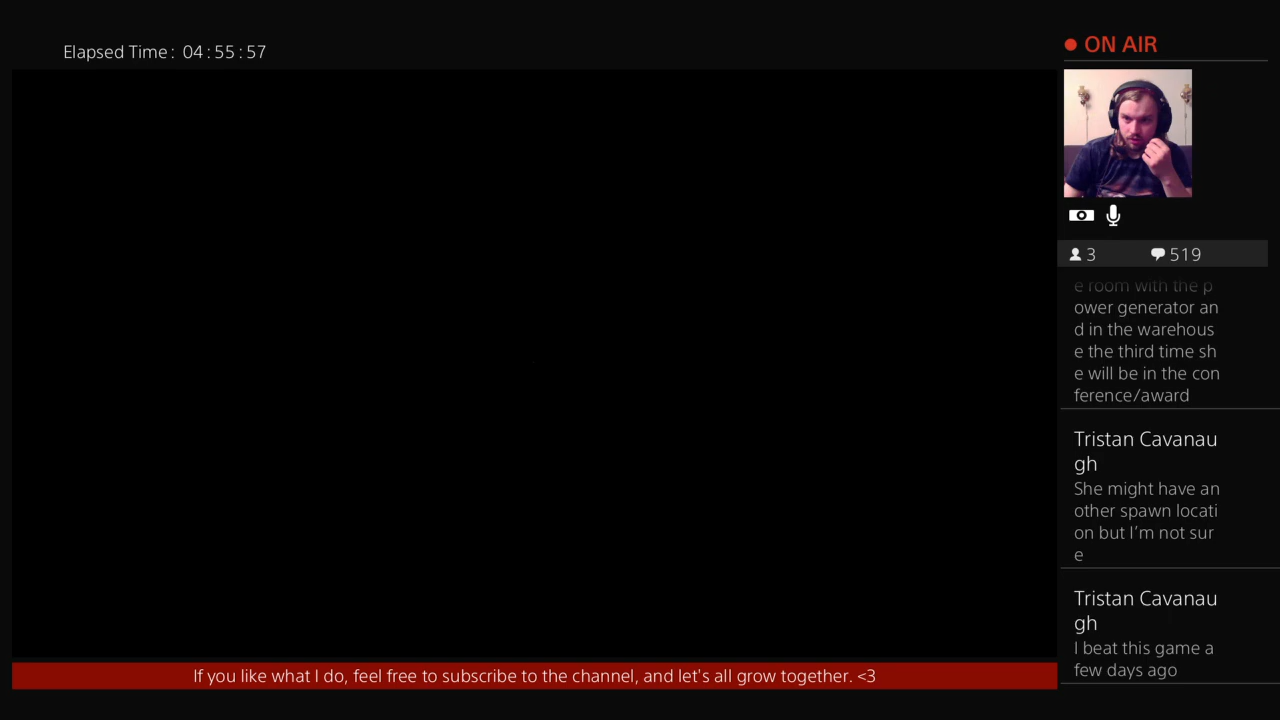 Elapsed Time: 04:55:57
ON AIR
3 519
e room with the p
ower generator an
d in the warehous
e the third time sh
e will be in the con
ference/award
Tristan Cavanau
gh
She might have an
other spawn locati
on but I'm not sur
e
Tristan Cavanau
gh
I beat this game a
few days ago
If you like what I do, feel free to subscribe to the channel, and let's all grow together. <3